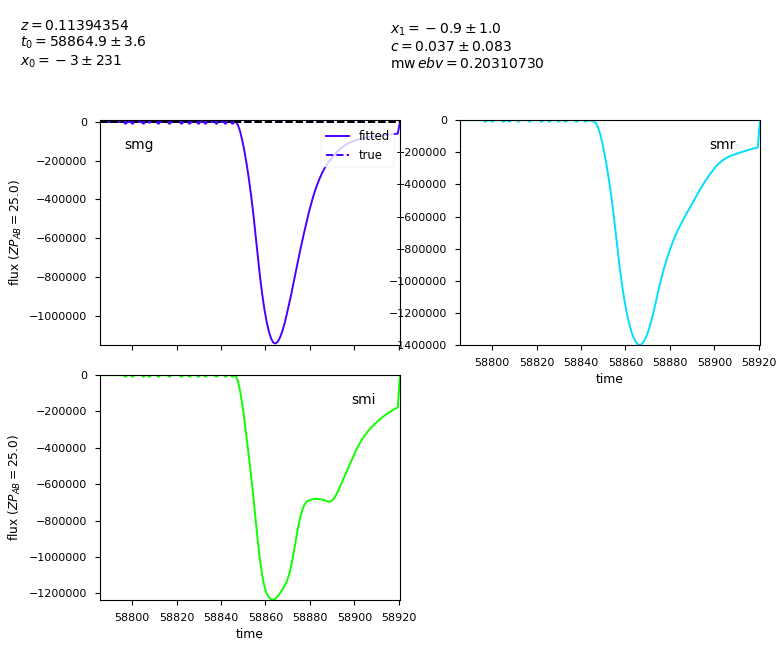 z = 0.11394354
t₀ = 58864.9 ± 3.6
x₀ = −3 ± 231
x₁ = −0.9 ± 1.0
c = 0.037 ± 0.083
mw ebv = 0.20310730
smg
fitted
true
0
−200000
−400000
−600000
−800000
−1000000
flux (ZP_AB = 25.0)
smr
0
−200000
−400000
−600000
−800000
−1000000
−1200000
−1400000
58800 58820 58840 58860 58880 58900 58920
time
smi
0
−200000
−400000
−600000
−800000
−1000000
−1200000
flux (ZP_AB = 25.0)
58800 58820 58840 58860 58880 58900 58920
time